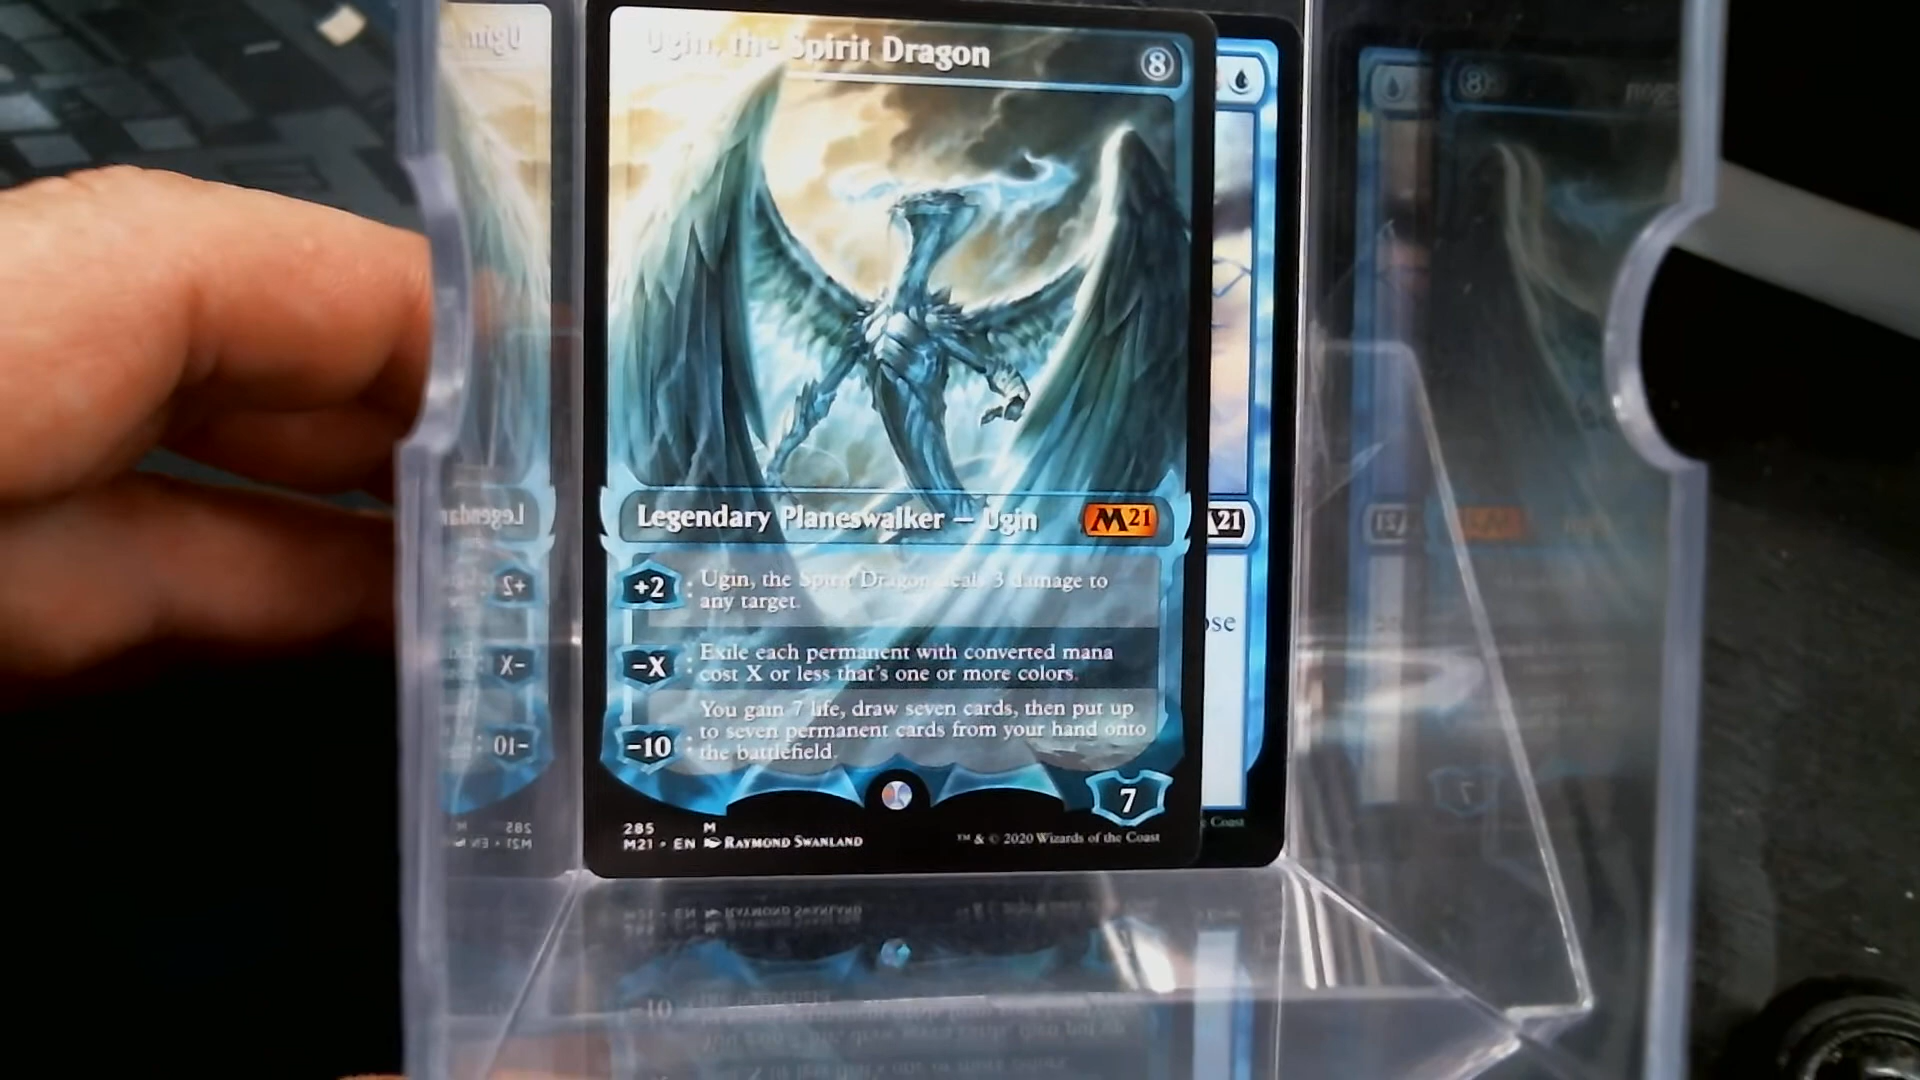 Ugin, the Spirit Dragon
8
Legendary Planeswalker — Ugin
M21
+2 : Ugin, the Spirit Dragon deals 3 damage to
any target.
-X : Exile each permanent with converted mana
cost X or less that's one or more colors.
You gain 7 life, draw seven cards, then put up
-10 : to seven permanent cards from your hand onto
the battlefield.
7
285 M
M21 • EN Raymond Swanland
™ & © 2020 Wizards of the Coast
21
ose
Coast